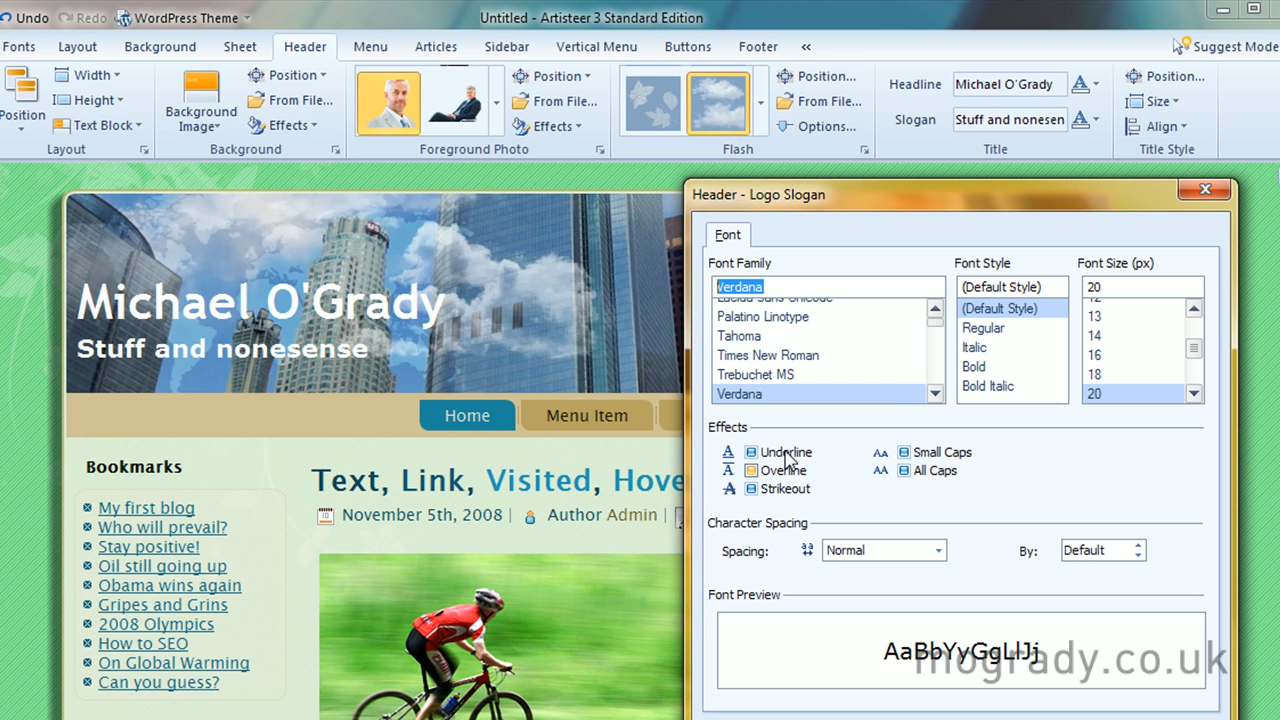 Undo Redo WordPress Theme Untitled - Artisteer 3 Standard Edition
Fonts Layout Background Sheet Header Menu Articles Sidebar Vertical Menu Buttons Footer « Suggest Mode
Position Width Height Text Block Layout
Background Image Position From File... Effects Background
Position From File... Effects Foreground Photo
Position... From File... Options... Flash
Headline Michael O'Grady
Slogan Stuff and nonesen
Title
Position... Size Align Title Style
Michael O'Grady
Stuff and nonesense
Home Menu Item
Bookmarks
My first blog
Who will prevail?
Stay positive!
Oil still going up
Obama wins again
Gripes and Grins
2008 Olympics
How to SEO
On Global Warming
Can you guess?
Text, Link, Visited, Hove
November 5th, 2008 | Author Admin |
Header - Logo Slogan
Font
Font Family Font Style Font Size (px)
Verdana (Default Style) 20
Lucida Sans Unicode
Palatino Linotype
Tahoma
Times New Roman
Trebuchet MS
Verdana
(Default Style)
Regular
Italic
Bold
Bold Italic
12
13
14
16
18
20
Effects
Underline Small Caps
Overline All Caps
Strikeout
Character Spacing
Spacing: Normal By: Default
Font Preview
AaBbYyGgLlJj
mogrady.co.uk